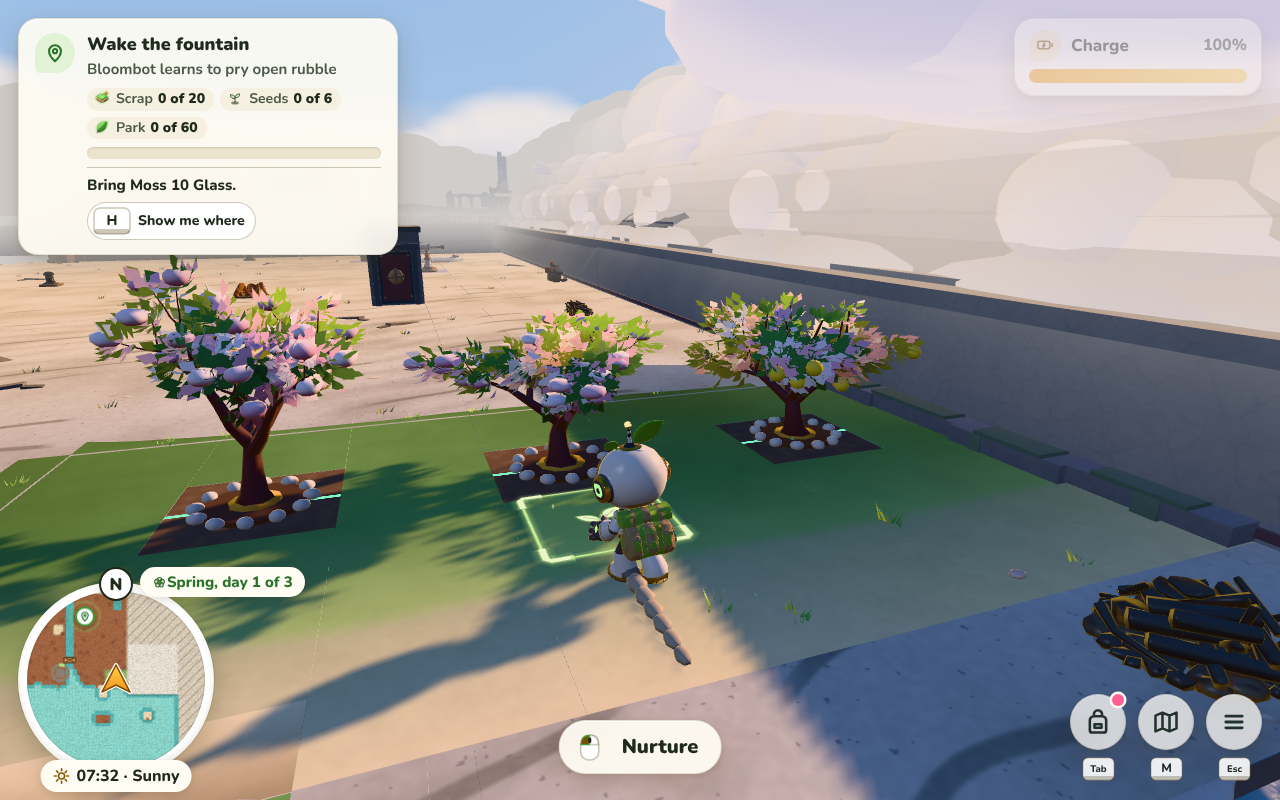 Wake the fountain
Bloombot learns to pry open rubble
Scrap 0 of 20
Seeds 0 of 6
Park 0 of 60
Bring Moss 10 Glass.
H Show me where
Charge 100%
N
Spring, day 1 of 3
07:32 · Sunny
Nurture
Tab
M
Esc